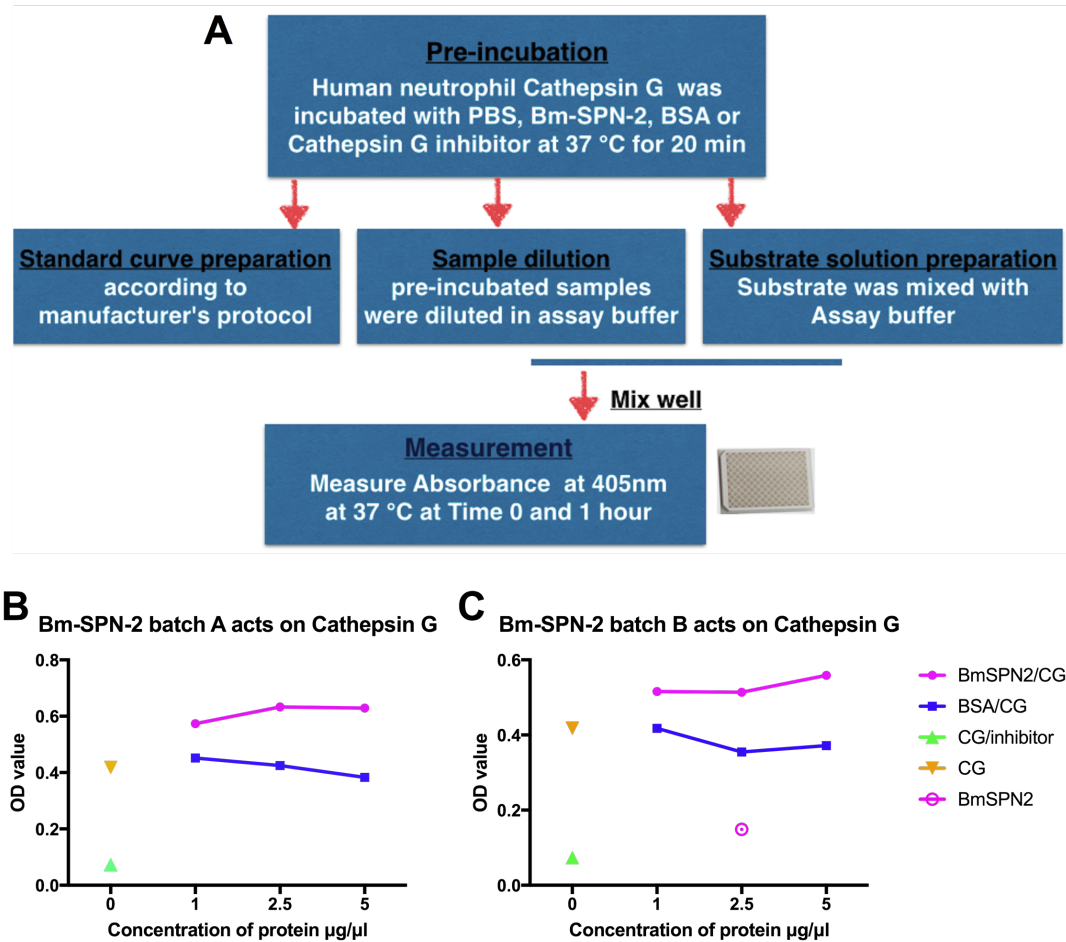 A
Pre-incubation
Human neutrophil Cathepsin G was
incubated with PBS, Bm-SPN-2, BSA or
Cathepsin G inhibitor at 37 °C for 20 min
Standard curve preparation
according to
manufacturer's protocol
Sample dilution
pre-incubated samples
were diluted in assay buffer
Substrate solution preparation
Substrate was mixed with
Assay buffer
Mix well
Measurement
Measure Absorbance at 405nm
at 37 °C at Time 0 and 1 hour
B
Bm-SPN-2 batch A acts on Cathepsin G
0.8
0.6
0.4
0.2
0.0
OD value
0 1 2.5 5
Concentration of protein µg/µl
C
Bm-SPN-2 batch B acts on Cathepsin G
0.6
0.4
0.2
0.0
OD value
0 1 2.5 5
Concentration of protein µg/µl
BmSPN2/CG
BSA/CG
CG/inhibitor
CG
BmSPN2